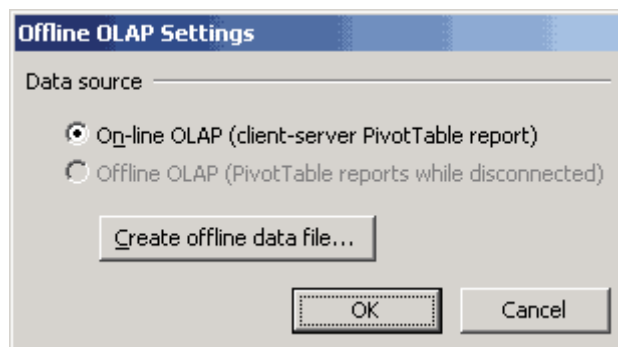 Offline OLAP Settings
Data source
On-line OLAP (client-server PivotTable report)
Offline OLAP (PivotTable reports while disconnected)
Create offline data file...
OK
Cancel